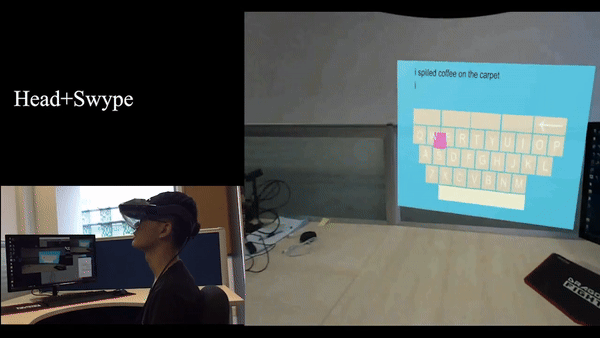 Head+Swype
i spilled coffee on the carpet
i
R T Y U I O P
A S D F G H J K L
Z X C V B N M